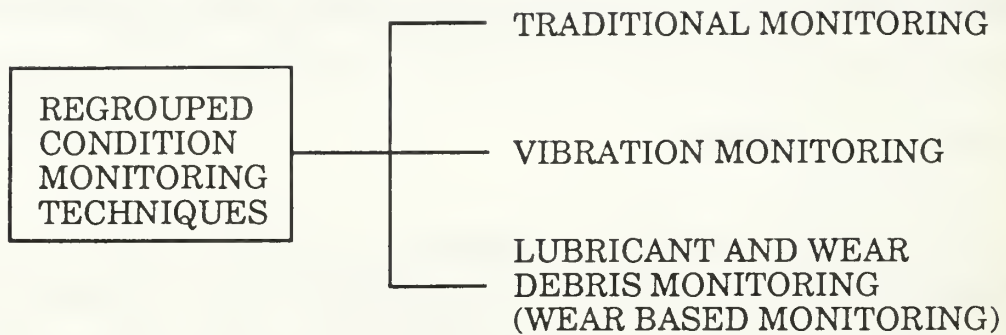 REGROUPED
CONDITION
MONITORING
TECHNIQUES
TRADITIONAL MONITORING
VIBRATION MONITORING
LUBRICANT AND WEAR
DEBRIS MONITORING
(WEAR BASED MONITORING)